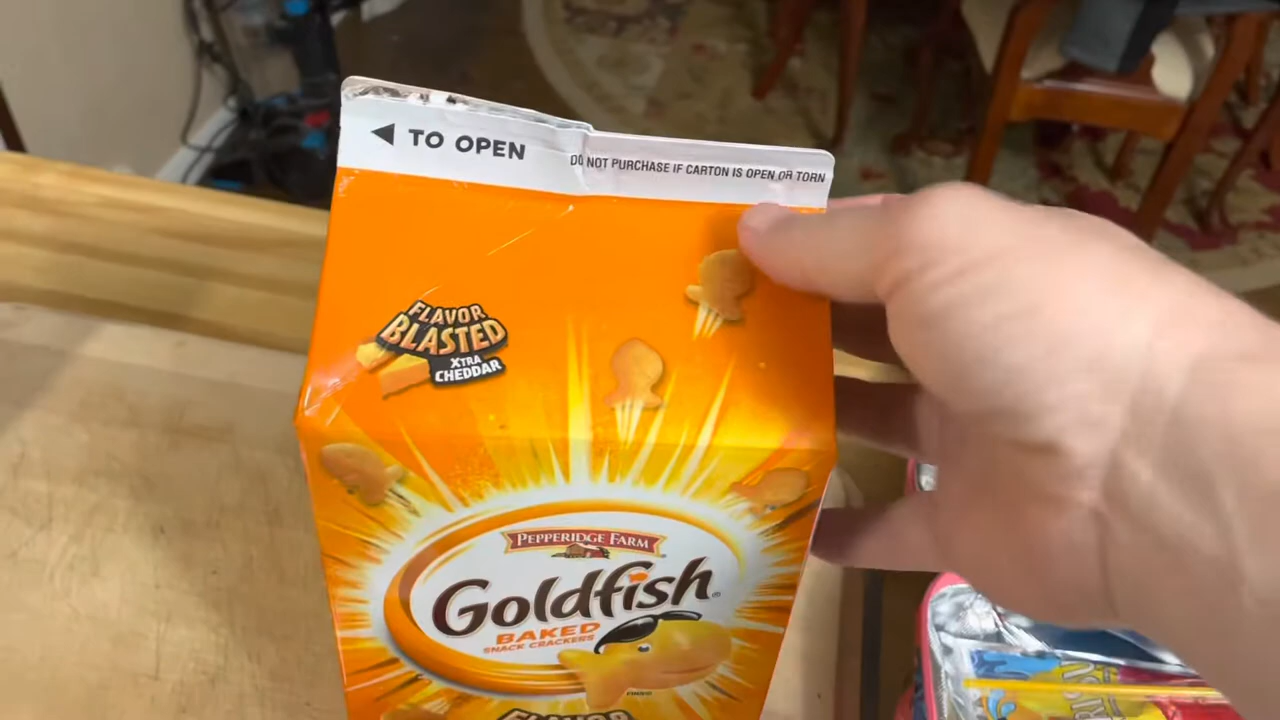 ◀ TO OPEN
DO NOT PURCHASE IF CARTON IS OPEN OR TORN
FLAVOR
BLASTED
XTRA
CHEDDAR
PEPPERIDGE FARM
Goldfish
BAKED
SNACK CRACKERS
FLAVOR